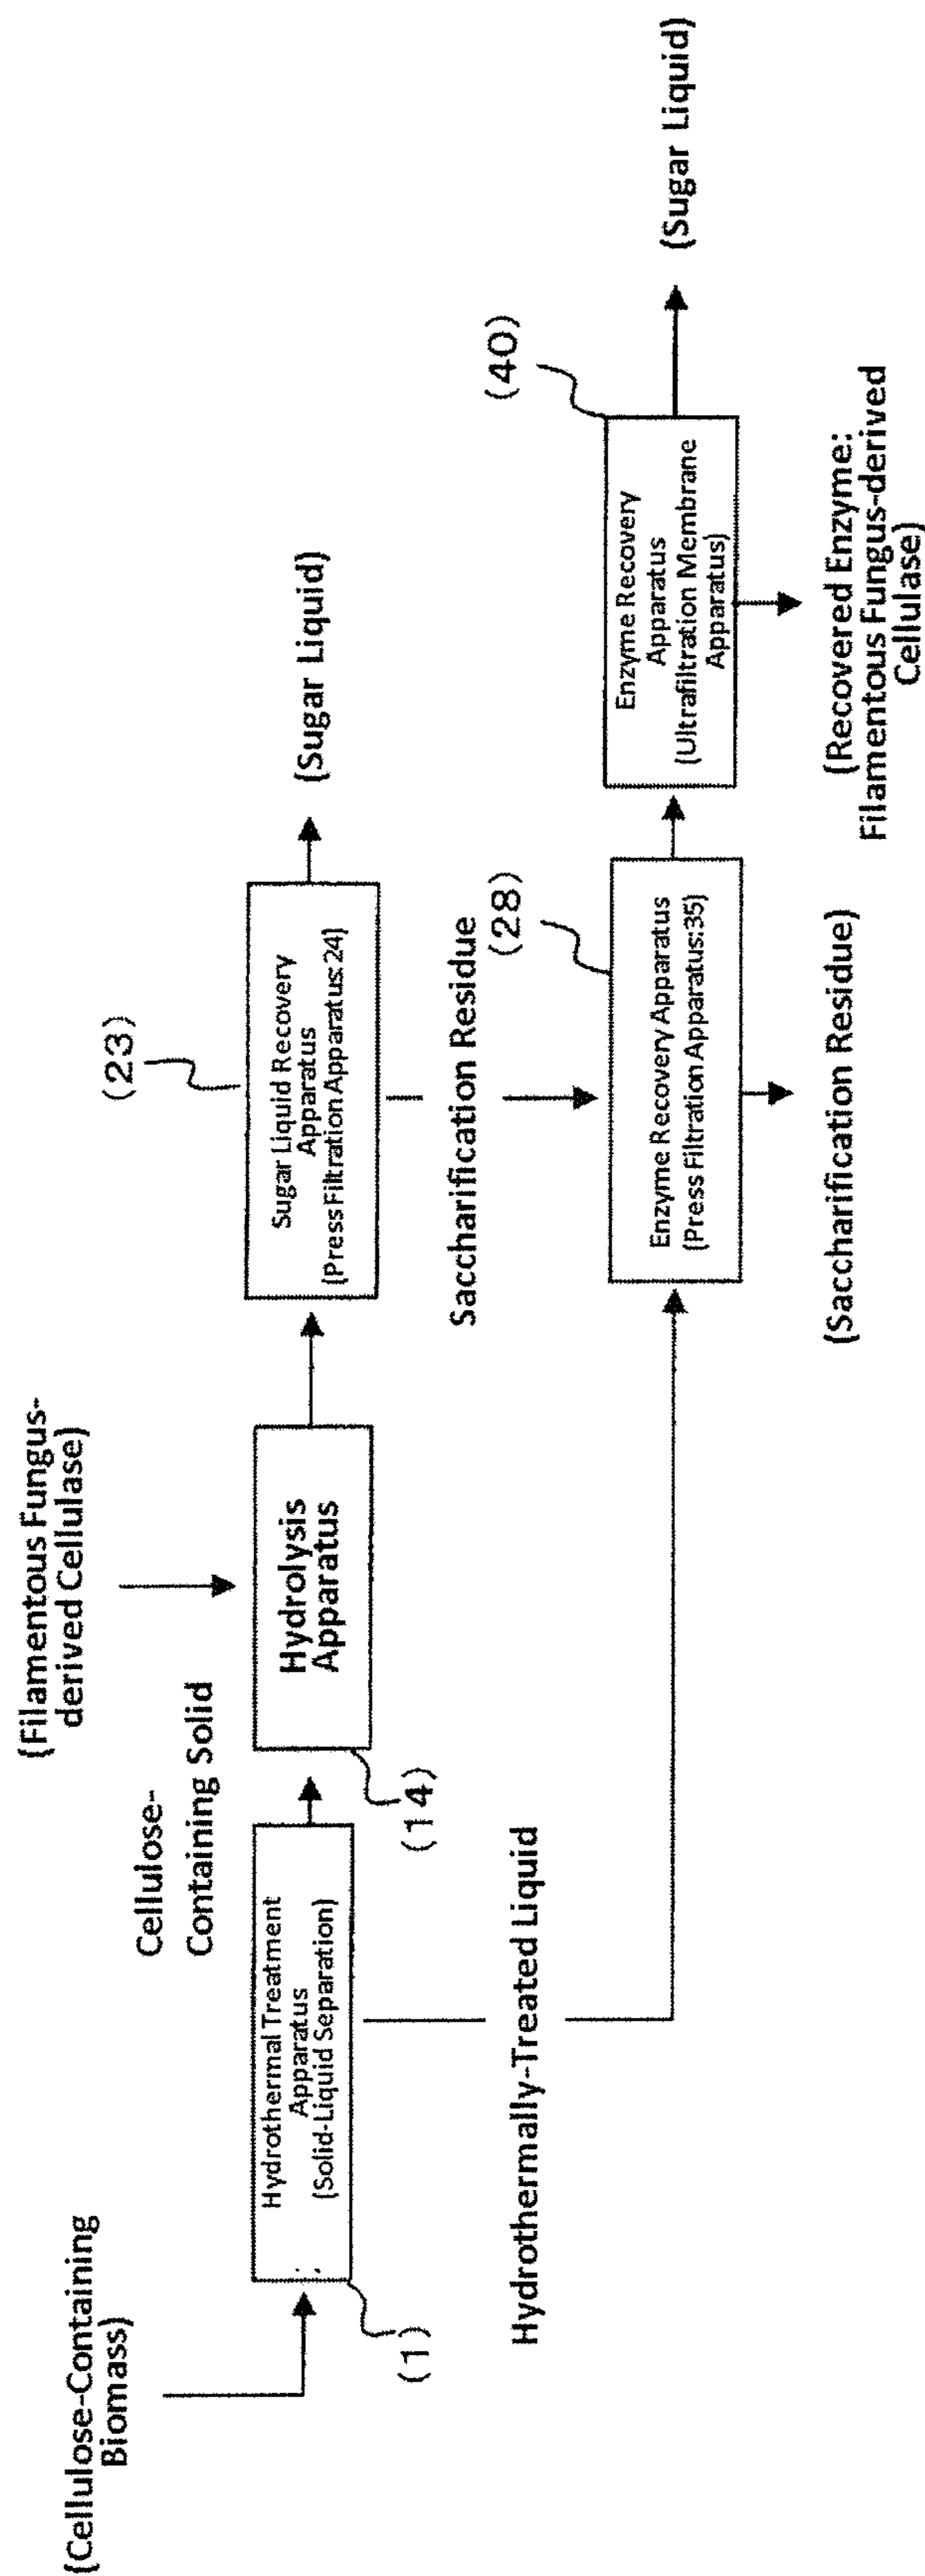 (Cellulose-Containing
Biomass)
(1)
Hydrothermal Treatment
Apparatus
(Solid-Liquid Separation)
Hydrothermally-Treated Liquid
Cellulose-
Containing Solid
(Filamentous Fungus-
derived Cellulase)
(14)
Hydrolysis
Apparatus
(23)
Sugar Liquid Recovery
Apparatus
(Press Filtration Apparatus:24)
(Sugar Liquid)
Saccharification Residue
(28)
Enzyme Recovery Apparatus
(Press Filtration Apparatus:35)
(Saccharification Residue)
(40)
Enzyme Recovery
Apparatus
(Ultrafiltration Membrane
Apparatus)
(Sugar Liquid)
(Recovered Enzyme:
Filamentous Fungus-derived
Cellulase)